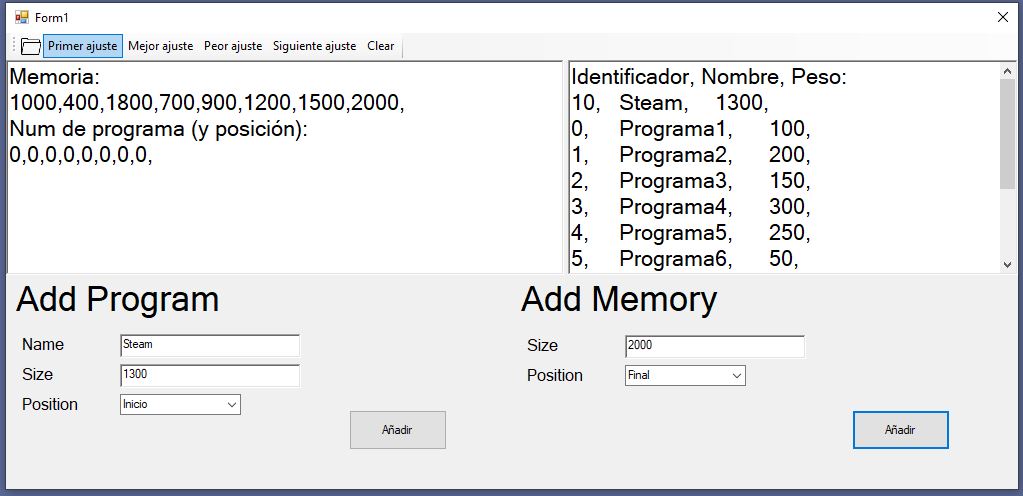 Form1
Primer ajuste Mejor ajuste Peor ajuste Siguiente ajuste Clear
Memoria:
1000,400,1800,700,900,1200,1500,2000,
Num de programa (y posición):
0,0,0,0,0,0,0,0,
Identificador, Nombre, Peso:
10, Steam, 1300,
0, Programa1, 100,
1, Programa2, 200,
2, Programa3, 150,
3, Programa4, 300,
4, Programa5, 250,
5, Programa6, 50,
Add Program
Name Steam
Size 1300
Position Inicio
Añadir
Add Memory
Size 2000
Position Final
Añadir